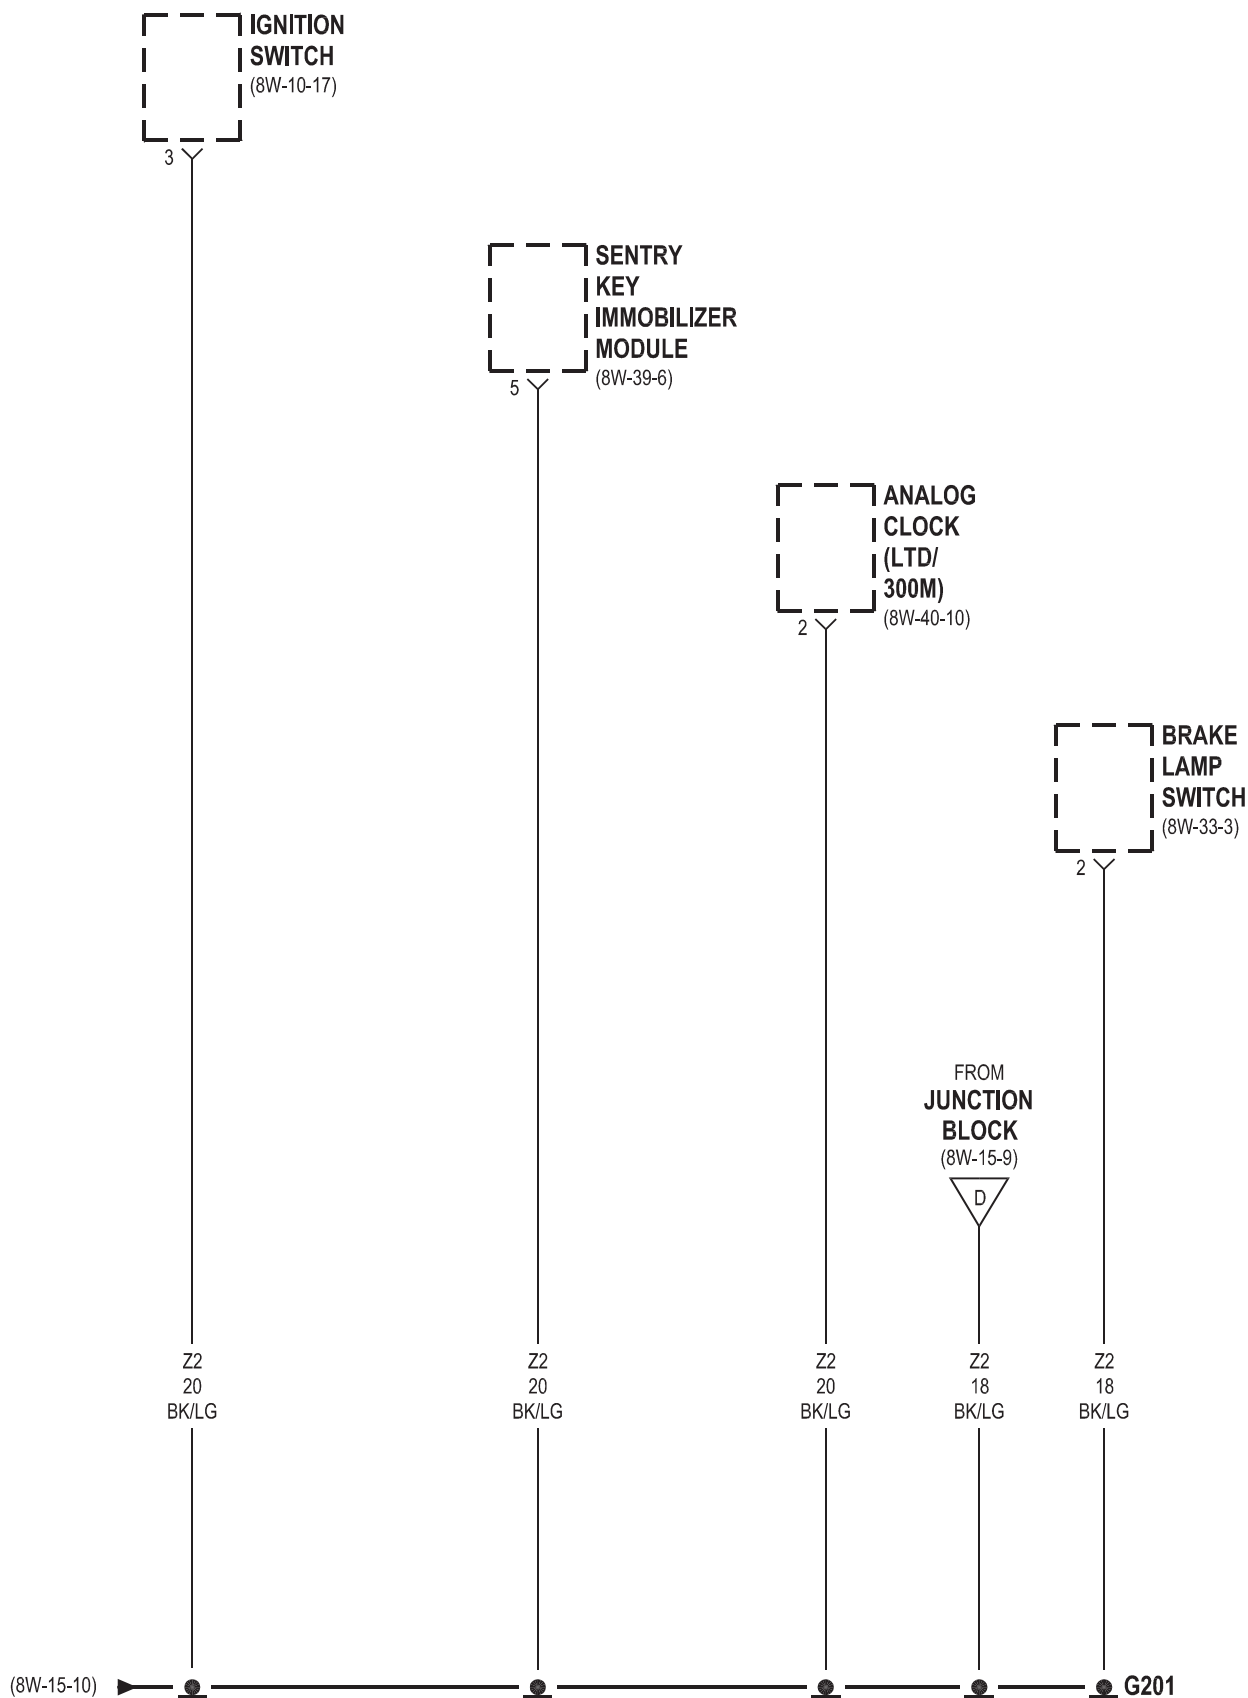 IGNITION
SWITCH
(8W-10-17)
3
SENTRY
KEY
IMMOBILIZER
MODULE
(8W-39-6)
5
ANALOG
CLOCK
(LTD/
300M)
(8W-40-10)
2
BRAKE
LAMP
SWITCH
(8W-33-3)
2
FROM
JUNCTION
BLOCK
(8W-15-9)
D
Z2
20
BK/LG
Z2
20
BK/LG
Z2
20
BK/LG
Z2
18
BK/LG
Z2
18
BK/LG
(8W-15-10)
G201